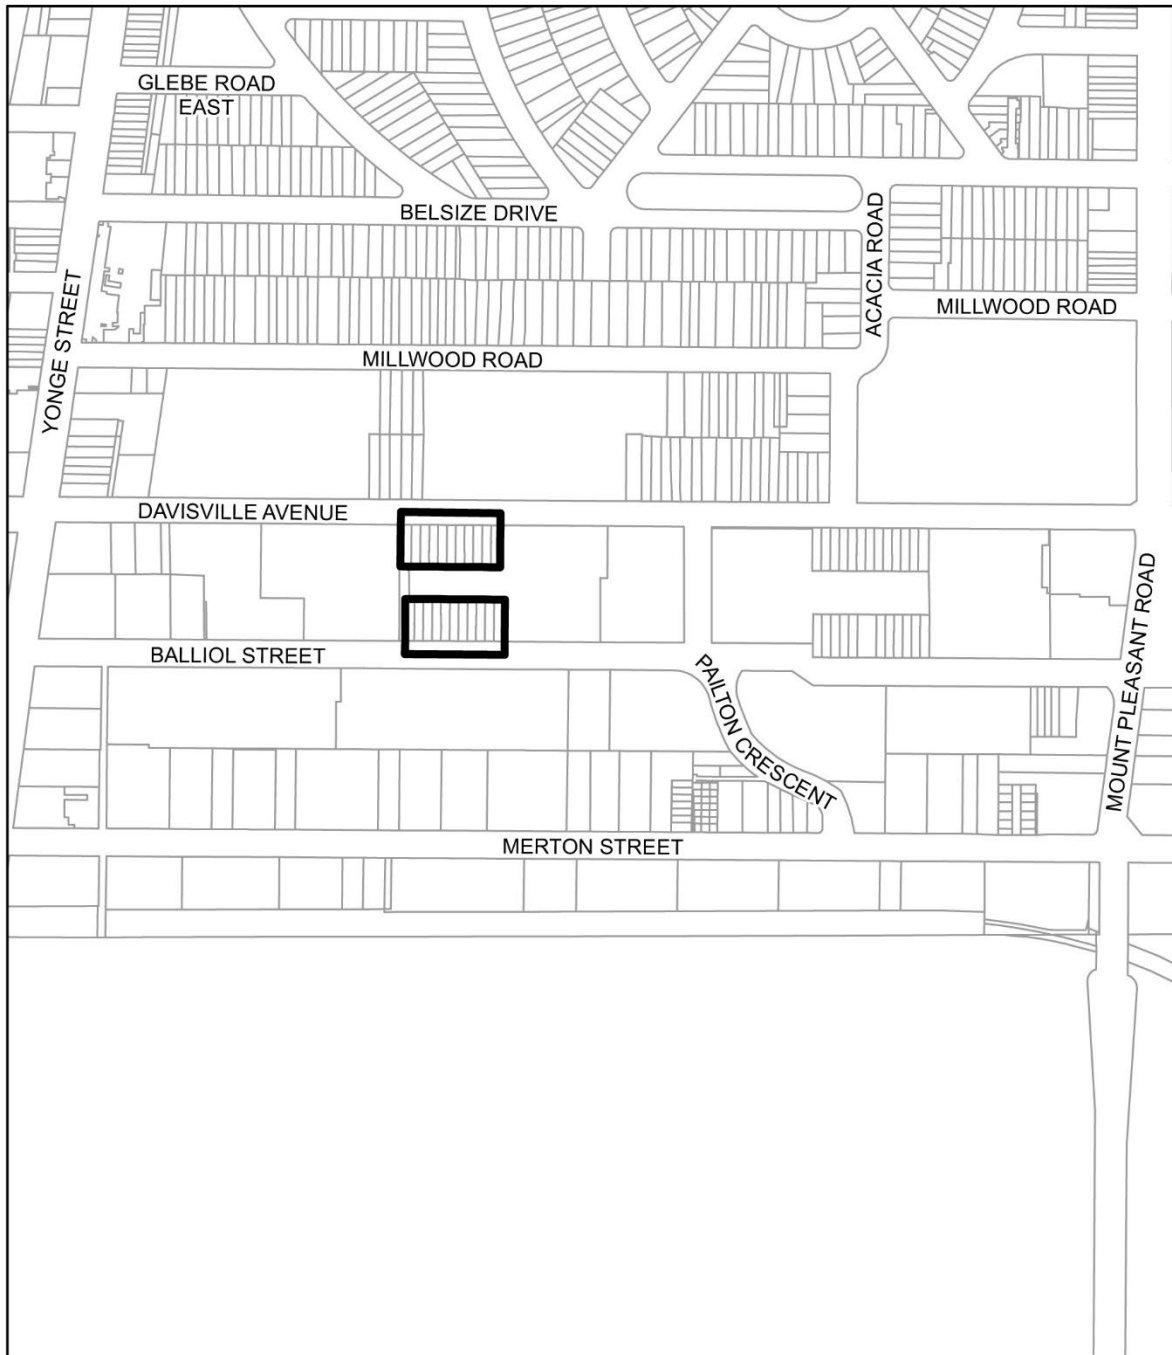 GLEBE ROAD
EAST
BELSIZE DRIVE
ACACIA ROAD
MILLWOOD ROAD
YONGE STREET
MILLWOOD ROAD
DAVISVILLE AVENUE
BALLIOL STREET
PAILTON CRESCENT
MOUNT PLEASANT ROAD
MERTON STREET